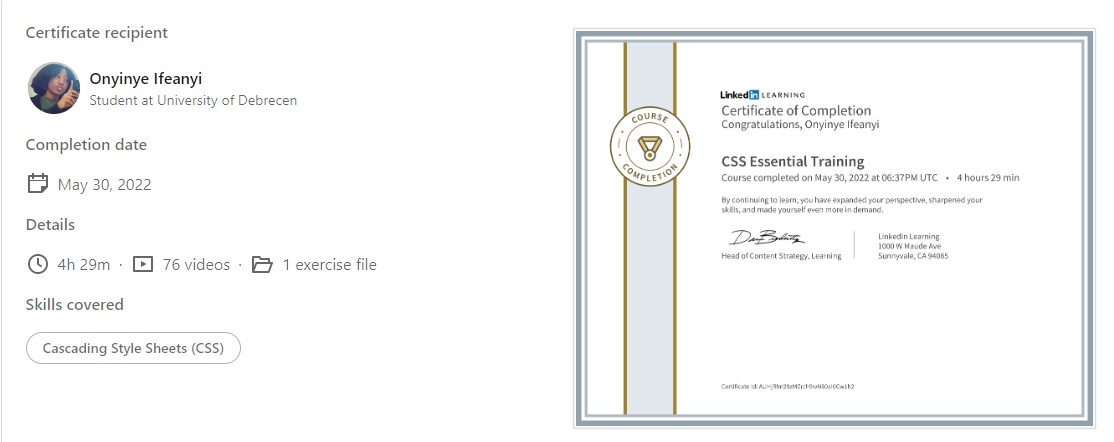 Certificate recipient
Onyinye Ifeanyi
Student at University of Debrecen
Completion date
May 30, 2022
Details
4h 29m · 76 videos · 1 exercise file
Skills covered
Cascading Style Sheets (CSS)
COURSE
COMPLETION
Linked in LEARNING
Certificate of Completion
Congratulations, Onyinye Ifeanyi
CSS Essential Training
Course completed on May 30, 2022 at 06:37PM UTC • 4 hours 29 min
By continuing to learn, you have expanded your perspective, sharpened your
skills, and made yourself even more in demand.
Head of Content Strategy, Learning
LinkedIn Learning
1000 W Maude Ave
Sunnyvale, CA 94085
Certificate Id: